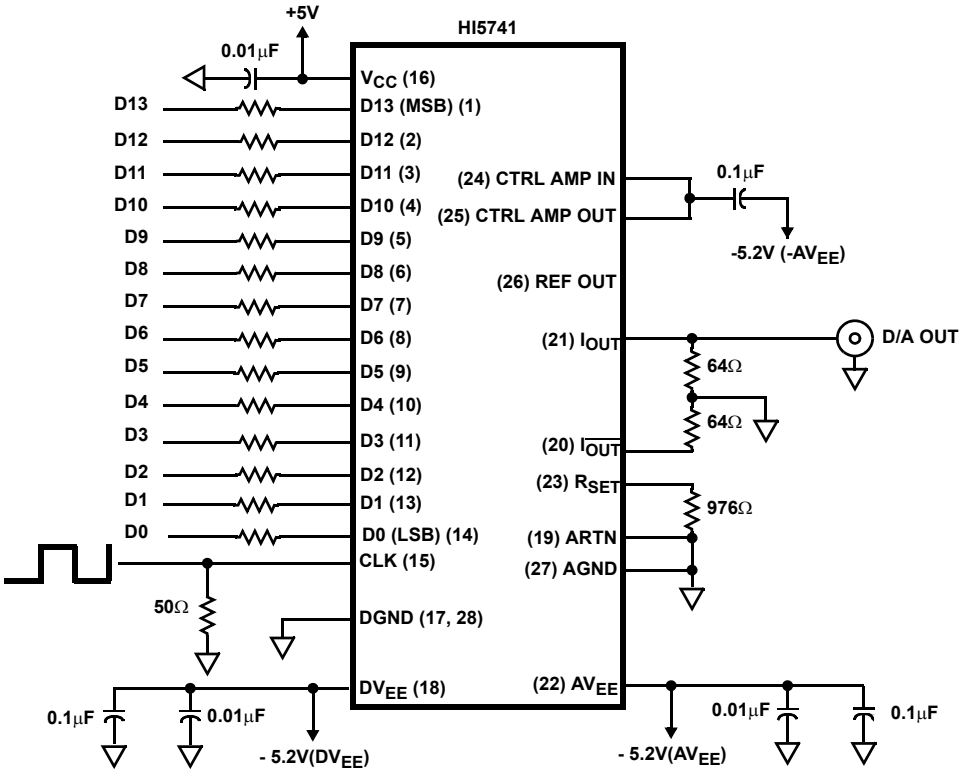 +5V
HI5741
0.01μF
VCC (16)
D13
D13 (MSB) (1)
D12
D12 (2)
D11
D11 (3)
D10
D10 (4)
D9
D9 (5)
D8
D8 (6)
D7
D7 (7)
D6
D6 (8)
D5
D5 (9)
D4
D4 (10)
D3
D3 (11)
D2
D2 (12)
D1
D1 (13)
D0
D0 (LSB) (14)
CLK (15)
50Ω
DGND (17, 28)
DVEE (18)
0.1μF
0.01μF
- 5.2V(DVEE)
(24) CTRL AMP IN
(25) CTRL AMP OUT
0.1μF
-5.2V (-AVEE)
(26) REF OUT
(21) IOUT
D/A OUT
64Ω
64Ω
(20) I̅O̅U̅T̅
(23) RSET
976Ω
(19) ARTN
(27) AGND
(22) AVEE
0.01μF
0.1μF
- 5.2V(AVEE)